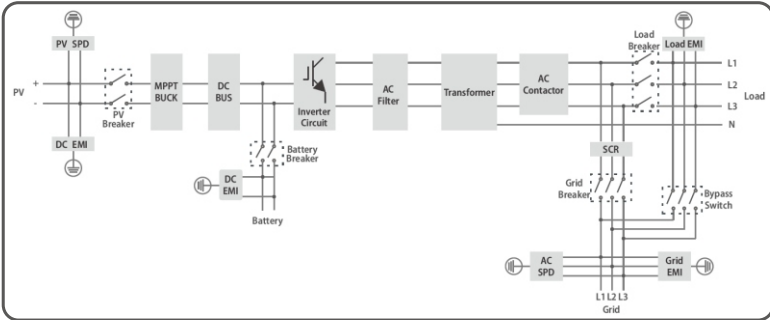 PV SPD
PV
+
-
PV
Breaker
DC EMI
MPPT
BUCK
DC
BUS
Battery
Breaker
DC
EMI
Battery
Inverter
Circuit
AC
Filter
Transformer
AC
Contactor
Load
Breaker
Load EMI
L1
L2
L3
Load
N
SCR
Grid
Breaker
Bypass
Switch
AC
SPD
Grid
EMI
L1 L2 L3
Grid